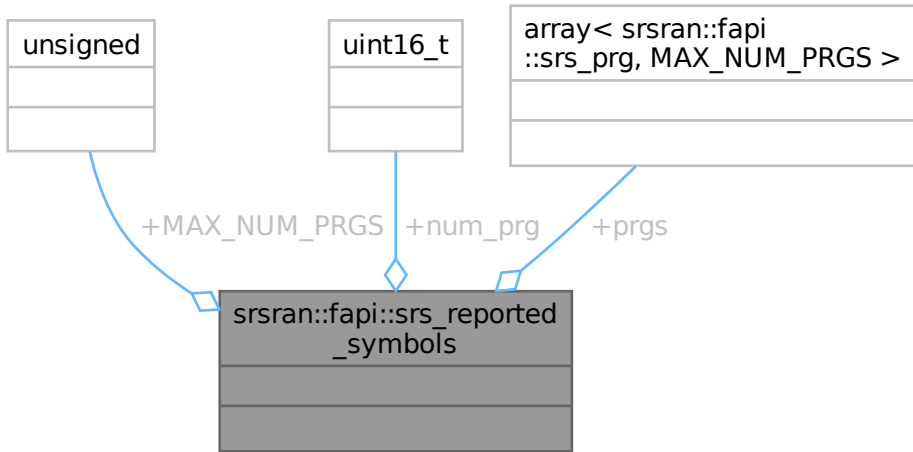 unsigned
uint16_t
array< srsran::fapi
::srs_prg, MAX_NUM_PRGS >
+MAX_NUM_PRGS
+num_prg
+prgs
srsran::fapi::srs_reported
_symbols